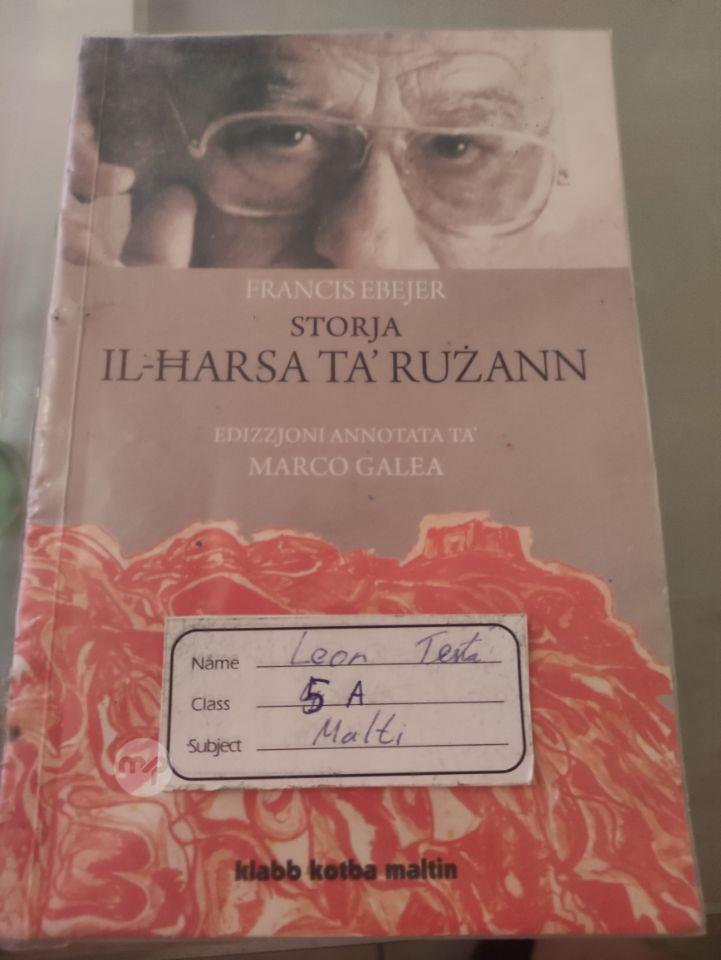 FRANCIS EBEJER
STORJA
IL-ĦARSA TA' RUŻANN
EDIZZJONI ANNOTATA TA'
MARCO GALEA
Name Leon Testa
Class 5 A
Subject Malti
mp
klabb kotba maltin